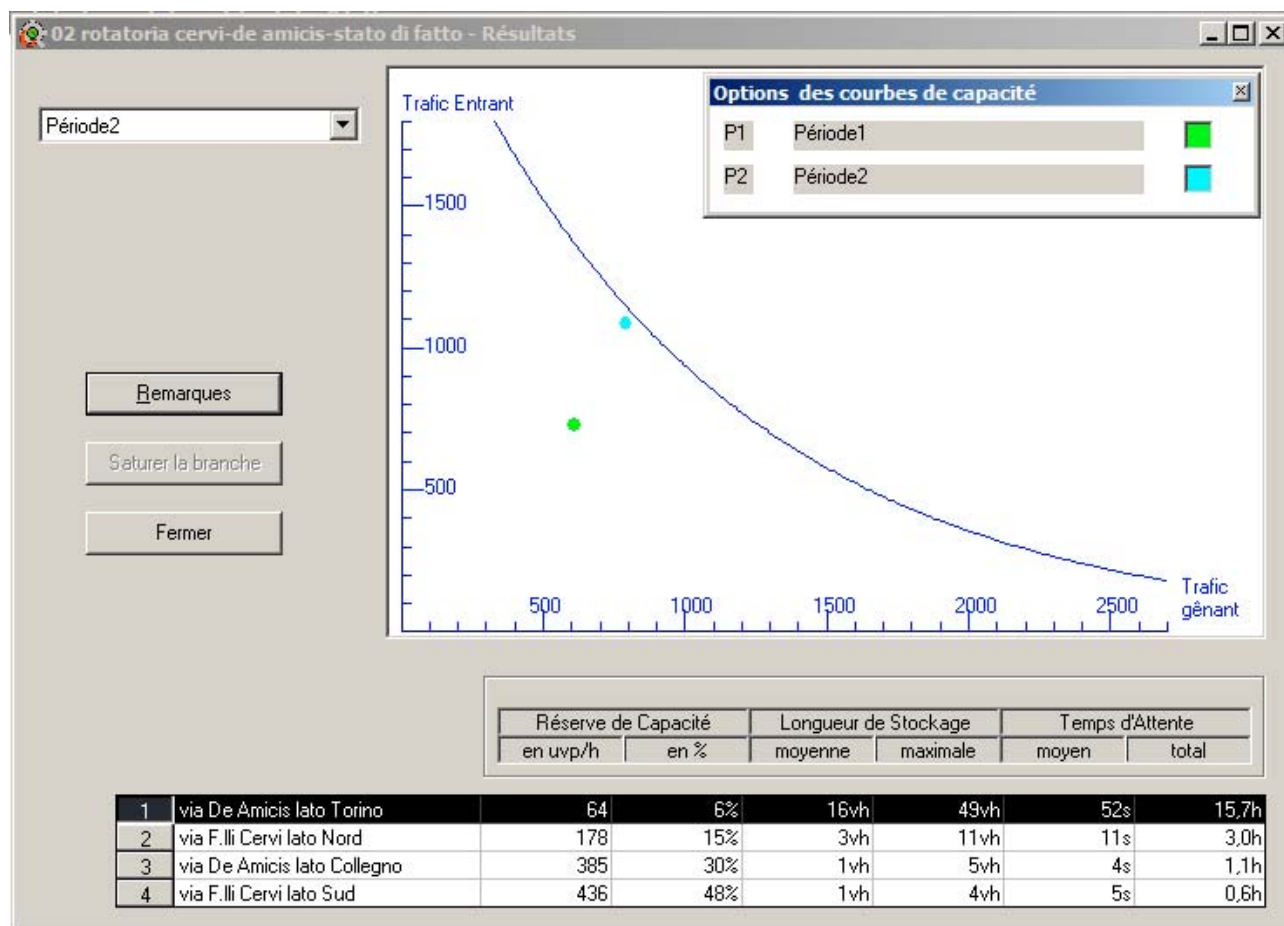 02 rotatoria cervi-de amicis-stato di fatto - Résultats
Période2
Trafic Entrant
Options des courbes de capacité
P1 Période1
P2 Période2
1500
1000
500
500 1000 1500 2000 2500
Trafic
gênant
Remarques
Saturer la branche
Fermer
Réserve de Capacité Longueur de Stockage Temps d'Attente
en uvp/h en % moyenne maximale moyen total
1 via De Amicis lato Torino 64 6% 16vh 49vh 52s 15,7h
2 via F.lli Cervi lato Nord 178 15% 3vh 11vh 11s 3,0h
3 via De Amicis lato Collegno 385 30% 1vh 5vh 4s 1,1h
4 via F.lli Cervi lato Sud 436 48% 1vh 4vh 5s 0,6h